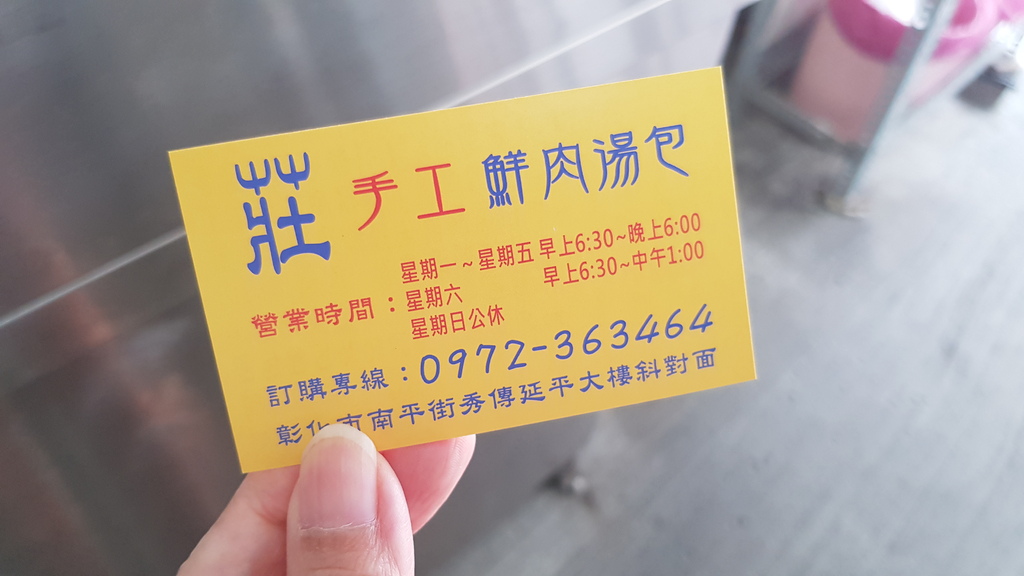 莊 手工 鮮肉湯包
營業時間：星期一～星期五 早上6:30~晚上6:00
星期六 早上6:30~中午1:00
星期日公休
訂購專線：0972-363464
彰化市南平街秀傳延平大樓斜對面